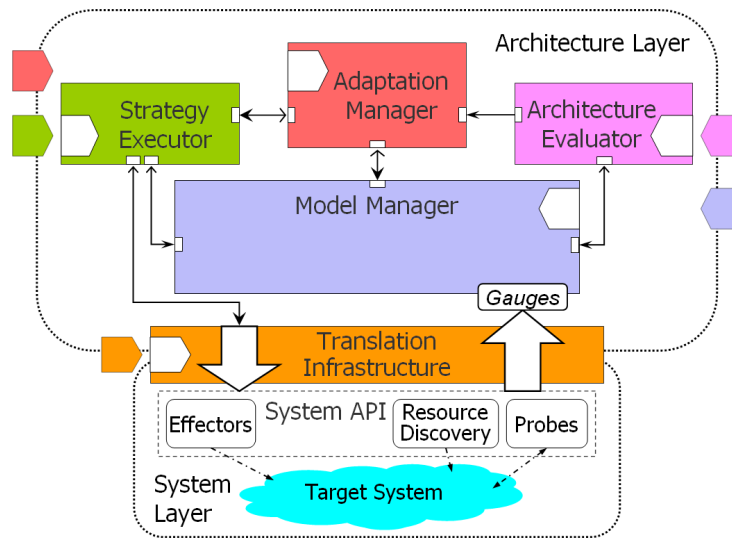 Architecture Layer
Strategy
Executor
Adaptation
Manager
Architecture
Evaluator
Model Manager
Gauges
Translation
Infrastructure
System API
Effectors
Resource
Discovery
Probes
System
Layer
Target System